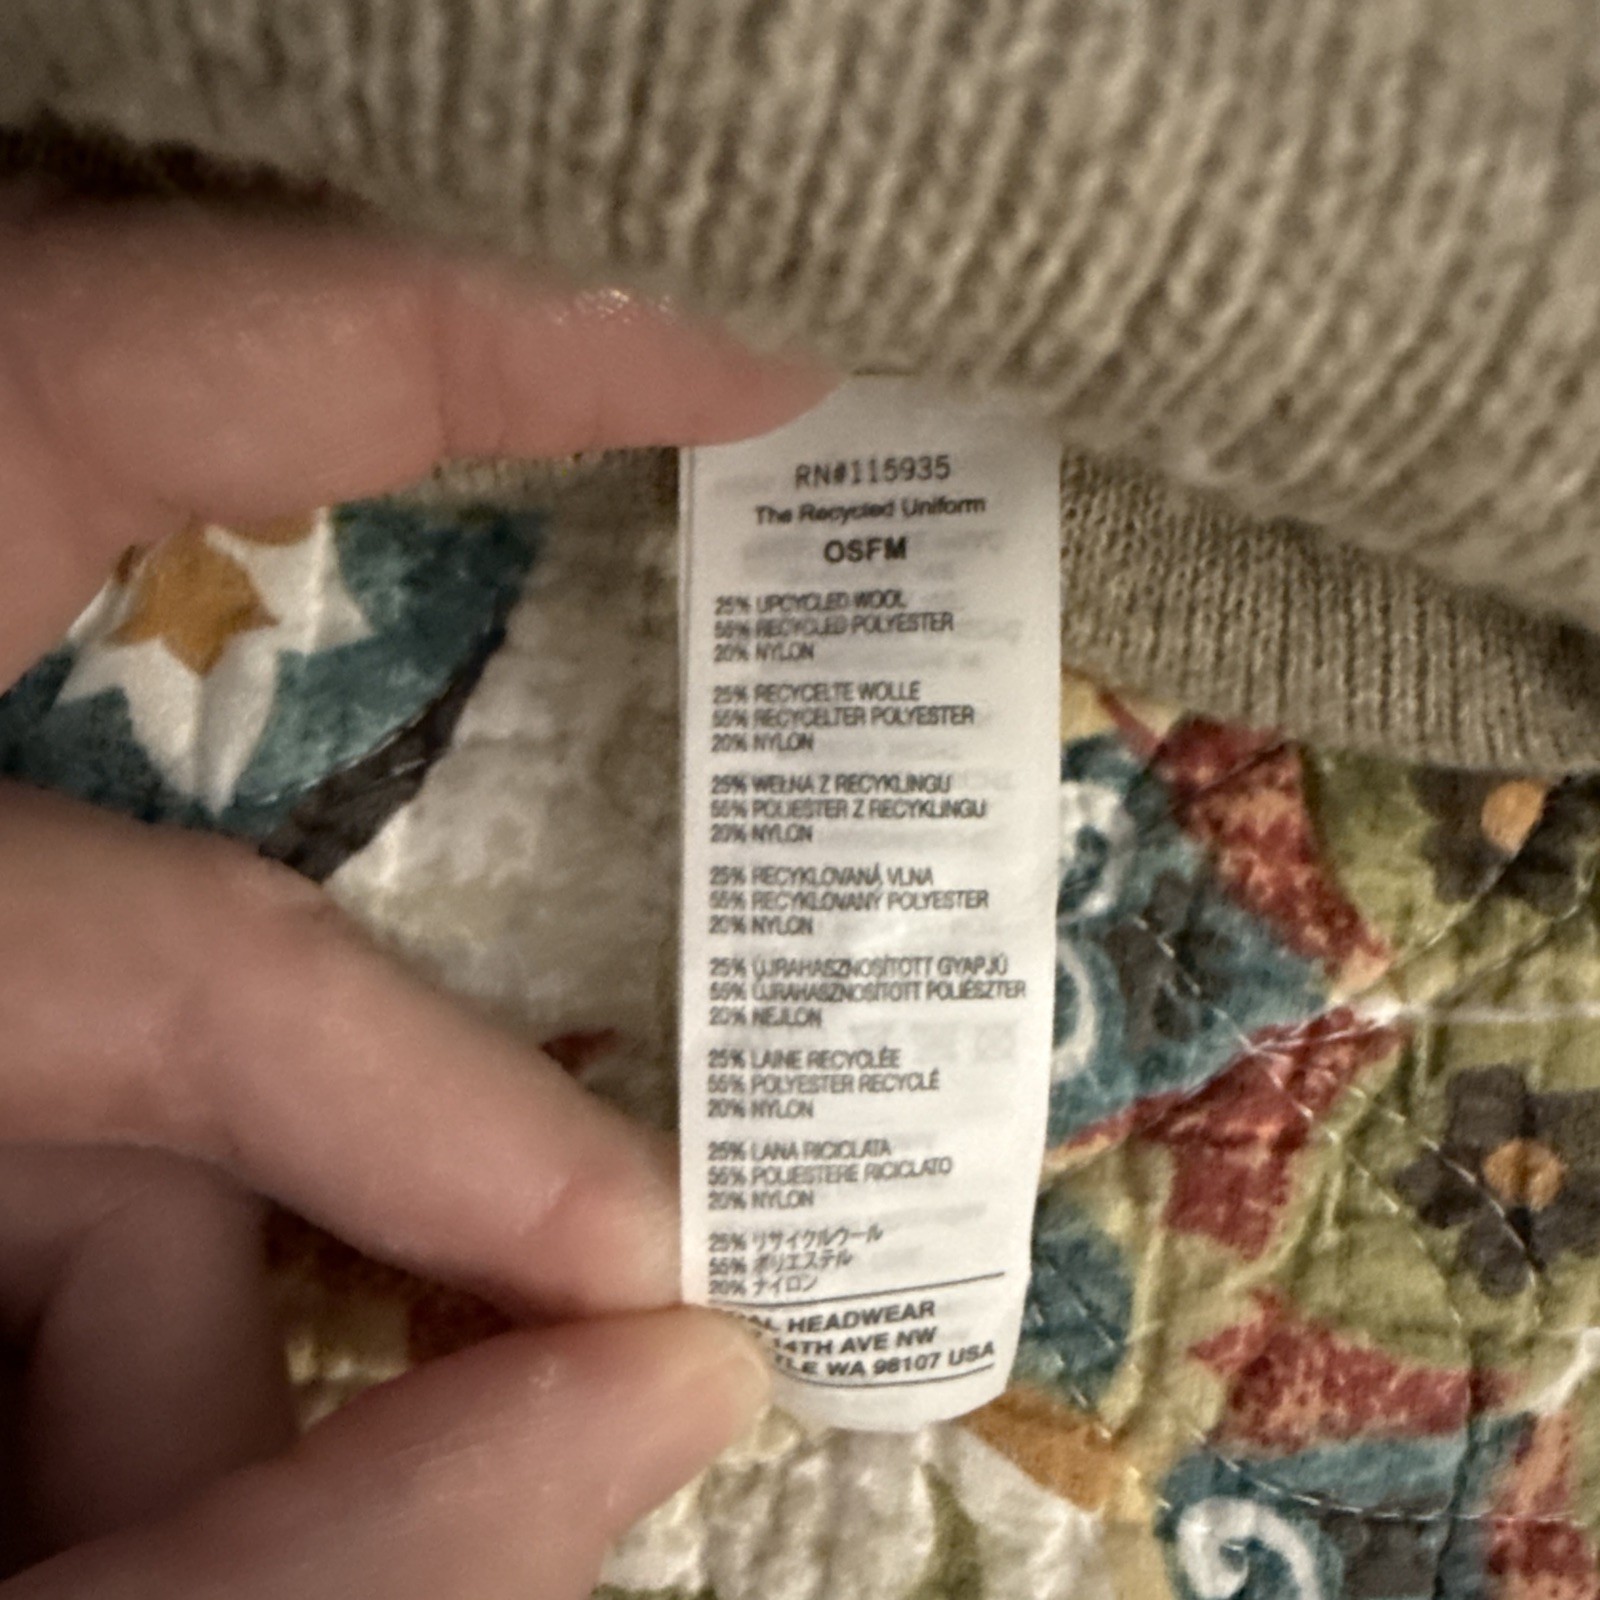 RN#115935
The Recycled Uniform
OSFM
25% UPCYCLED WOOL
55% RECYCLED POLYESTER
20% NYLON
25% RECYCELTE WOLLE
55% RECYCELTER POLYESTER
20% NYLON
25% WEŁNA Z RECYKLINGU
55% POLIESTER Z RECYKLINGU
20% NYLON
25% RECYKLOVANÁ VLNA
55% RECYKLOVANÝ POLYESTER
20% NYLON
25% ÚJRAHASZNOSÍTOTT GYAPJÚ
55% ÚJRAHASZNOSÍTOTT POLIÉSZTER
20% NEJLON
25% LAINE RECYCLÉE
55% POLYESTER RECYCLÉ
20% NYLON
25% LANA RICICLATA
55% POLIESTERE RICICLATO
20% NYLON
25% リサイクルウール
55% ポリエステル
20% ナイロン
AL HEADWEAR
14TH AVE NW
TLE WA 98107 USA